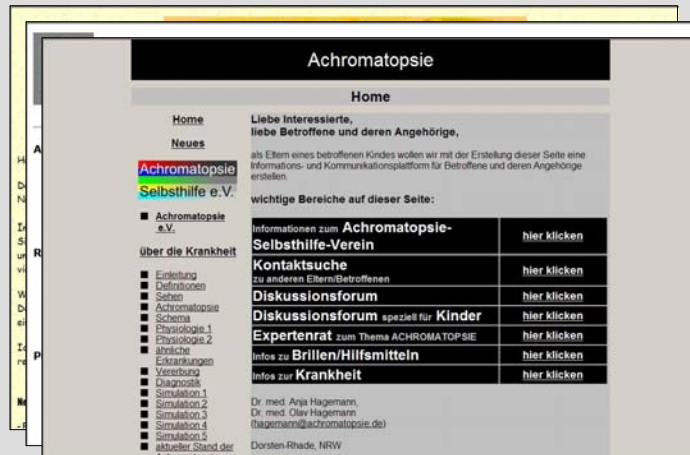 Achromatopsie
Home
Home
Neues
Achromatopsie
Selbsthilfe e.V.
Achromatopsie
e.V.
über die Krankheit
Einleitung
Definitionen
Sehen
Achromatopsie
Schema
Physiologie 1
Physiologie 2
ähnliche
Erkrankungen
Vererbung
Diagnostik
Simulation 1
Simulation 2
Simulation 3
Simulation 4
Simulation 5
aktueller Stand der
Liebe Interessierte,
liebe Betroffene und deren Angehörige,
als Eltern eines betroffenen Kindes wollen wir mit der Erstellung dieser Seite eine
Informations- und Kommunikationsplattform für Betroffene und deren Angehörige
erstellen.
wichtige Bereiche auf dieser Seite:
Informationen zum Achromatopsie-
Selbsthilfe-Verein
hier klicken
Kontaktsuche
zu anderen Eltern/Betroffenen
hier klicken
Diskussionsforum
hier klicken
Diskussionsforum speziell für Kinder
hier klicken
Expertenrat zum Thema ACHROMATOPSIE
hier klicken
Infos zu Brillen/Hilfsmitteln
hier klicken
Infos zur Krankheit
hier klicken
Dr. med. Anja Hagemann,
Dr. med. Olav Hagemann
(hagemann@achromatopsie.de)
Dorsten-Rhade, NRW